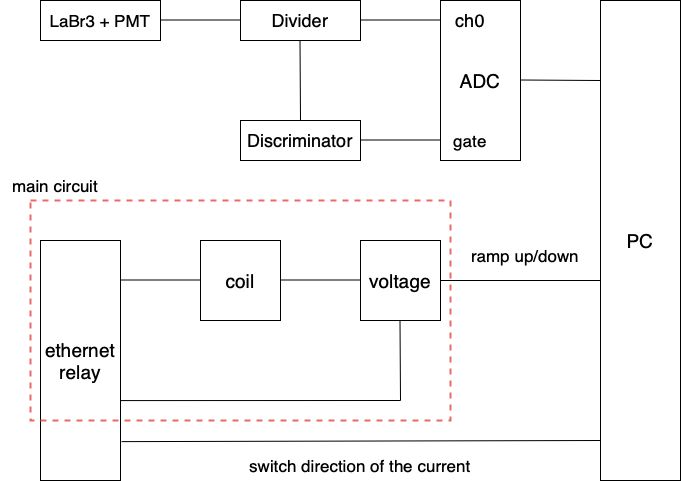 LaBr3 + PMT
Divider
ch0
ADC
Discriminator
gate
main circuit
PC
ramp up/down
coil
voltage
ethernet
relay
switch direction of the current